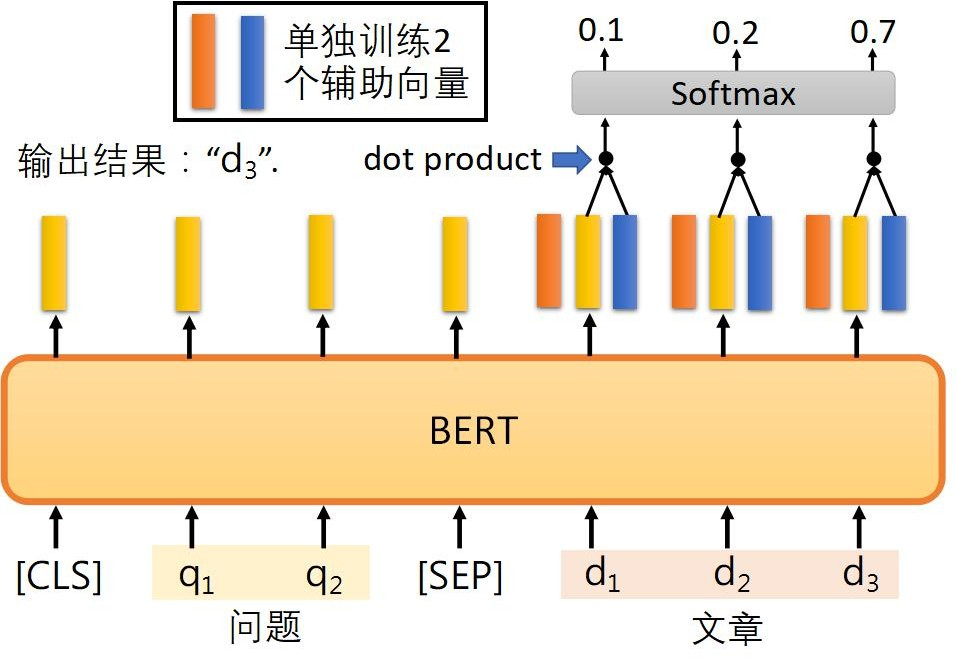 单独训练2
个辅助向量
0.1 0.2 0.7
Softmax
输出结果：“d₃”.
dot product
BERT
[CLS] q₁ q₂ [SEP] d₁ d₂ d₃
问题 文章